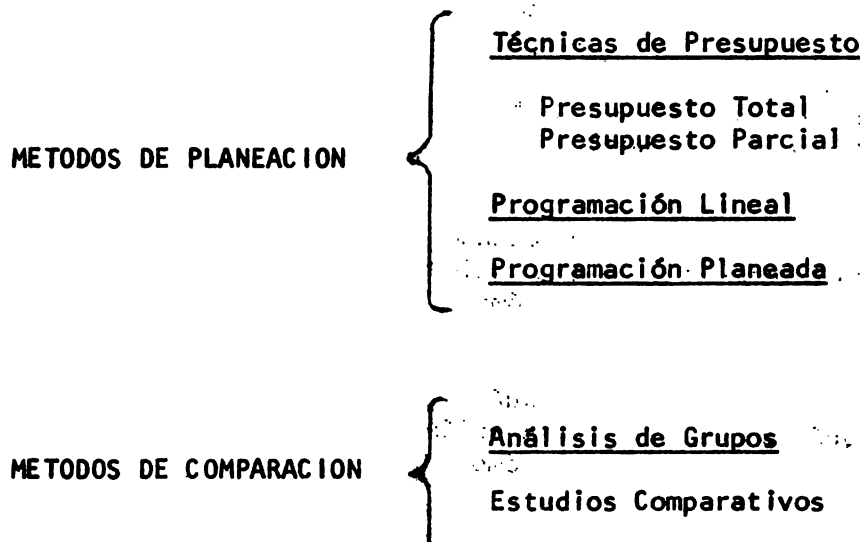 Técnicas de Presupuesto
Presupuesto Total
Presupuesto Parcial
METODOS DE PLANEACION
Programación Lineal
Programación Planeada
Análisis de Grupos
METODOS DE COMPARACION
Estudios Comparativos